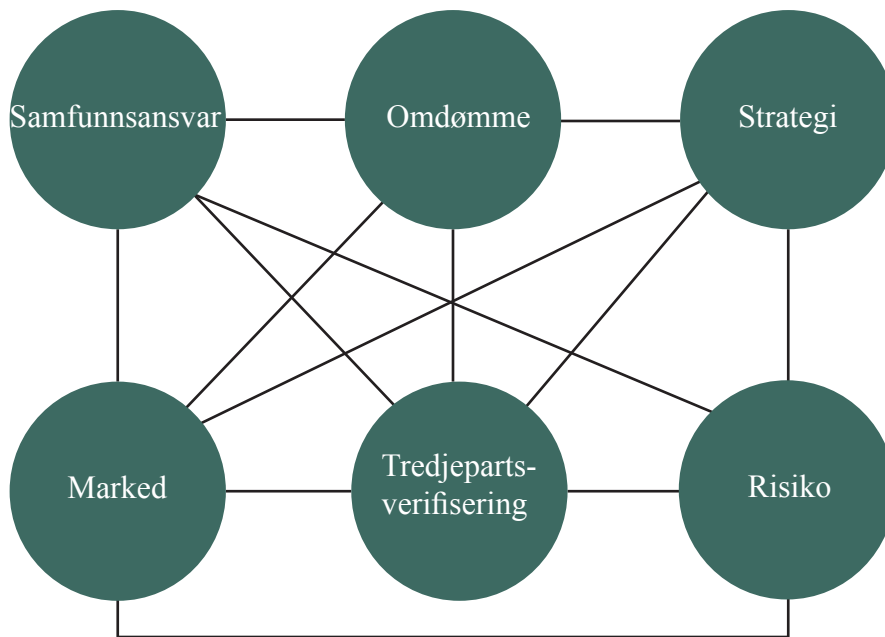 Samfunnsansvar
Omdømme
Strategi
Marked
Tredjeparts-
verifisering
Risiko